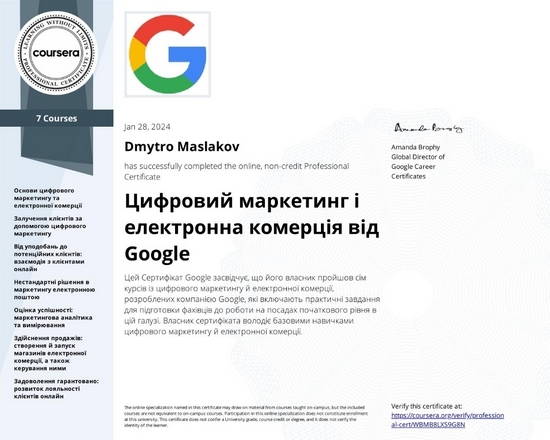 LEARNING WITHOUT LIMITS
coursera
PROFESSIONAL CERTIFICATE
7 Courses
Основи цифрового
маркетингу та
електронної комерції
Залучення клієнтів за
допомогою цифрового
маркетингу
Від уподобань до
потенційних клієнтів:
взаємодія з клієнтами
онлайн
Нестандартні рішення в
маркетингу електронною
поштою
Оцінка успішності:
маркетингова аналітика
та вимірювання
Здійснення продажів:
створення й запуск
магазинів електронної
комерції, а також
керування ними
Задоволення гарантовано:
розвиток лояльності
клієнтів онлайн
G
Jan 28, 2024
Dmytro Maslakov
has successfully completed the online, non-credit Professional
Certificate
Цифровий маркетинг і
електронна комерція від
Google
Цей Сертифікат Google засвідчує, що його власник пройшов сім
курсів із цифрового маркетингу й електронної комерції,
розроблених компанією Google, які включають практичні завдання
для підготовки фахівців до роботи на посадах початкового рівня в
цій галузі. Власник сертифіката володіє базовими навичками
цифрового маркетингу й електронної комерції.
The online specialization named in this certificate may draw on material from courses taught on-campus, but the included
courses are not equivalent to on-campus courses. Participation in this online specialization does not constitute enrollment
at this university. This certificate does not confer a University grade, course credit or degree, and it does not verify the
identity of the learner.
Amanda Brophy
Amanda Brophy
Global Director of
Google Career
Certificates
Verify this certificate at:
https://coursera.org/verify/profession
al-cert/WBMB8LXS9G8N